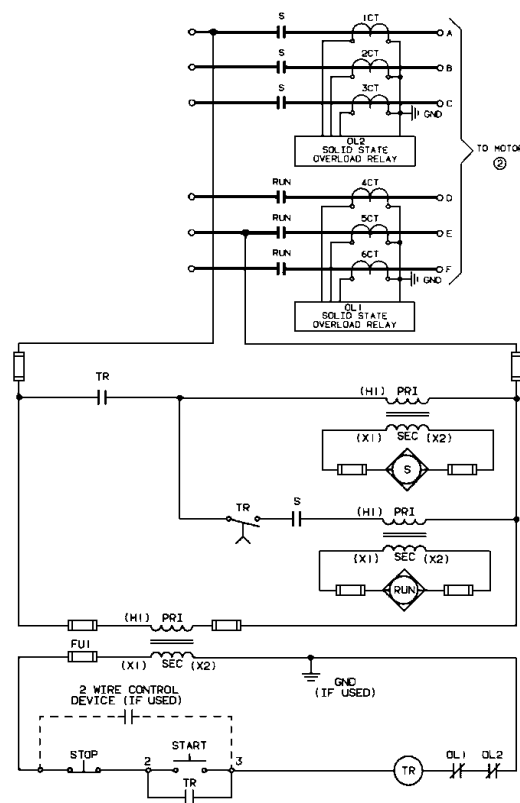 S 1CT A
S 2CT B
S 3CT C
GND
OL2
SOLID STATE
OVERLOAD RELAY
TO MOTOR
2
RUN 4CT D
RUN 5CT E
RUN 6CT F
GND
OL1
SOLID STATE
OVERLOAD RELAY
TR (H1) PRI
(X1) SEC (X2)
S
TR S (H1) PRI
(X1) SEC (X2)
RUN
(H1) PRI
FU1 (X1) SEC (X2)
GND
(IF USED)
2 WIRE CONTROL
DEVICE (IF USED)
STOP 2 START 3 OL1 OL2
TR
TR